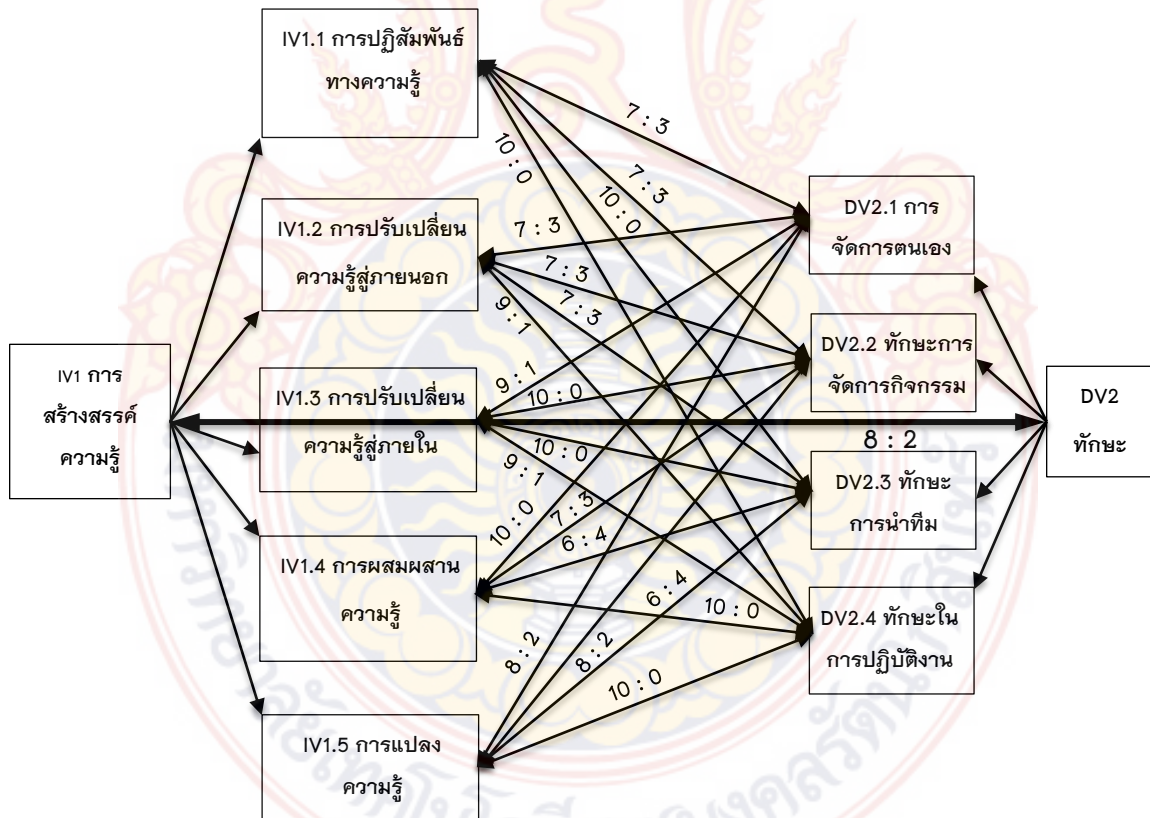 IV1.1 การปฏิสัมพันธ์
ทางความรู้
IV1.2 การปรับเปลี่ยน
ความรู้สู่ภายนอก
IV1 การ
สร้างสรรค์
ความรู้
IV1.3 การปรับเปลี่ยน
ความรู้สู่ภายใน
IV1.4 การผสมผสาน
ความรู้
IV1.5 การแปลง
ความรู้
7 : 3
7 : 3
10 : 0
10 : 0
7 : 3
7 : 3
7 : 3
9 : 1
9 : 1
10 : 0
10 : 0
9 : 1
10 : 0
7 : 3
6 : 4
10 : 0
8 : 2
8 : 2
6 : 4
10 : 0
8 : 2
DV2.1 การ
จัดการตนเอง
DV2.2 ทักษะการ
จัดการกิจกรรม
DV2.3 ทักษะ
การนำทีม
DV2.4 ทักษะใน
การปฏิบัติงาน
DV2
ทักษะ